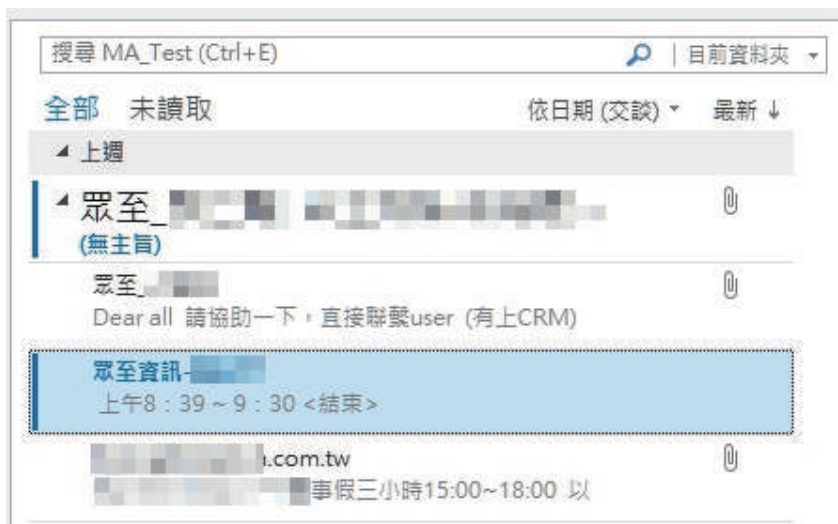 搜尋 MA_Test (Ctrl+E) 目前資料夾
全部 未讀取 依日期 (交談) 最新 ↓
上週
眾至_
(無主旨)
眾至_
Dear all 請協助一下，直接聯繫user (有上CRM)
眾至資訊-
上午8：39 ~ 9：30 <結束>
.com.tw
事假三小時15:00~18:00 以